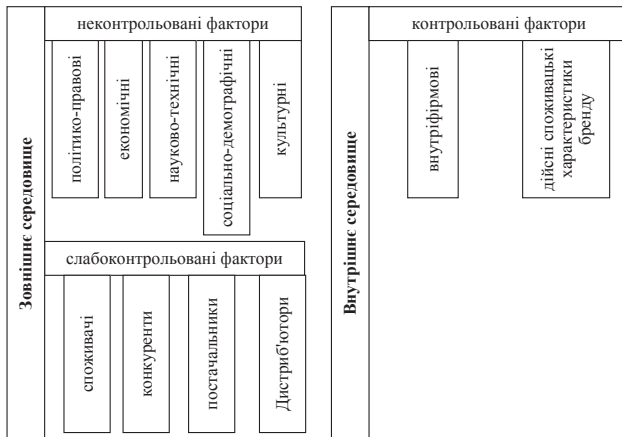 Зовнішнє середовище
неконтрольовані фактори
політико-правові
економічні
науково-технічні
соціально-демографічні
культурні
слабоконтрольовані фактори
споживачі
конкуренти
постачальники
Дистриб'ютори
Внутрішнє середовище
контрольовані фактори
внутріфірмові
дійсні споживацькі
характеристики
бренду